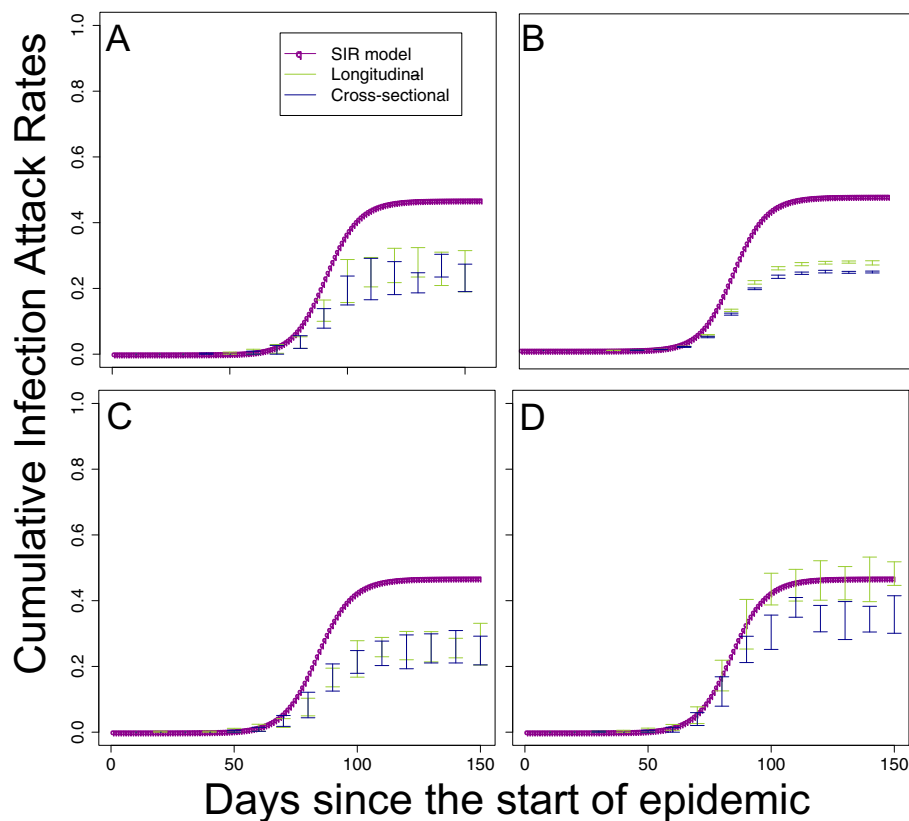 Cumulative Infection Attack Rates
A
SIR model
Longitudinal
Cross-sectional
B
0.0 0.2 0.4 0.6 0.8 1.0
C
D
0.0 0.2 0.4 0.6 0.8 1.0
0 50 100 150
0 50 100 150
Days since the start of epidemic